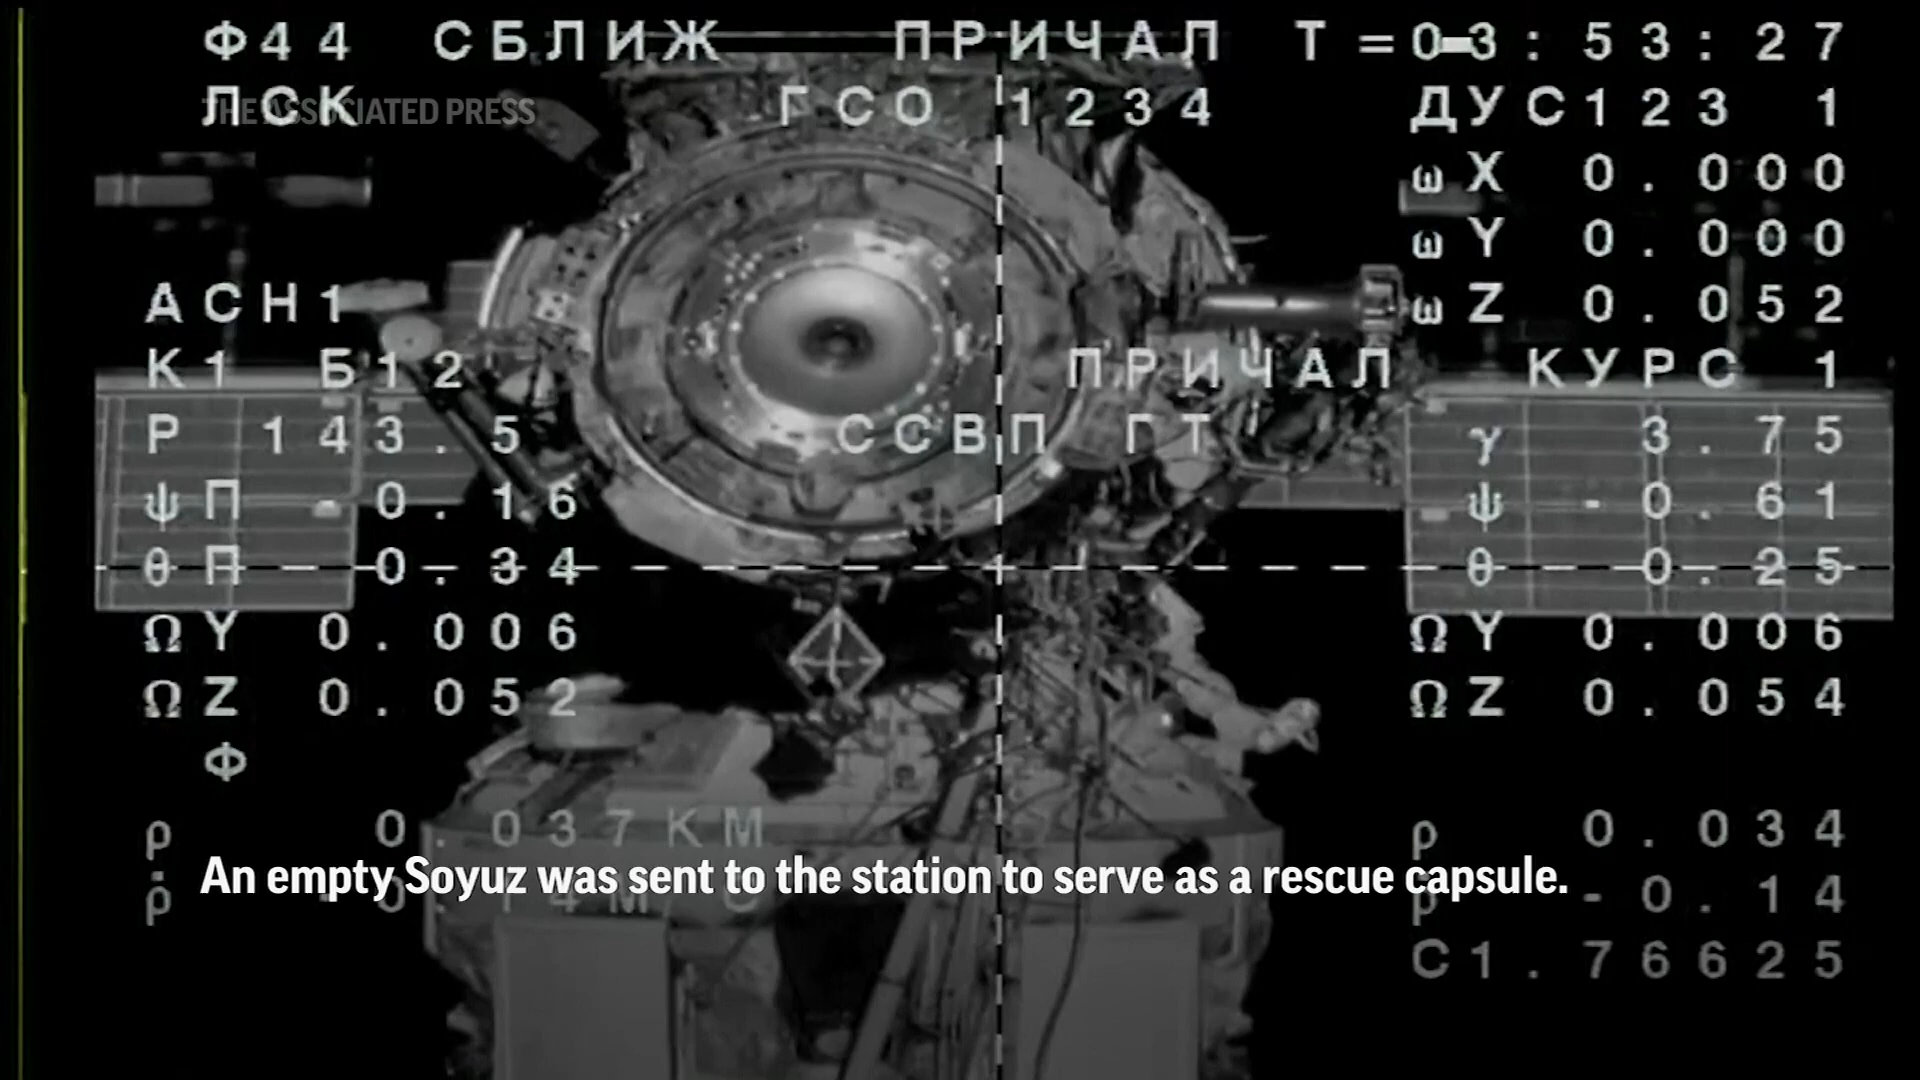 Ф44 СБЛИЖ ПРИЧАЛ Т=03:53:27
ЛСК ГСО 1234 ДУС123 1
THE ASSOCIATED PRESS
ωX 0.000
ωY 0.000
АСН1 ωZ 0.052
К1 Б12 ПРИЧАЛ КУРС 1
Р 143.5 ССВП ГТ γ 3.75
ψП - 0.16 ψ -0.61
θП 0.34 θ 0.25
ΩY 0.006 ΩY 0.006
ΩZ 0.052 ΩZ 0.054
Ф
ρ 0.037КМ ρ 0.034
An empty Soyuz was sent to the station to serve as a rescue capsule.
ρ̇ -0.14
С1.76625